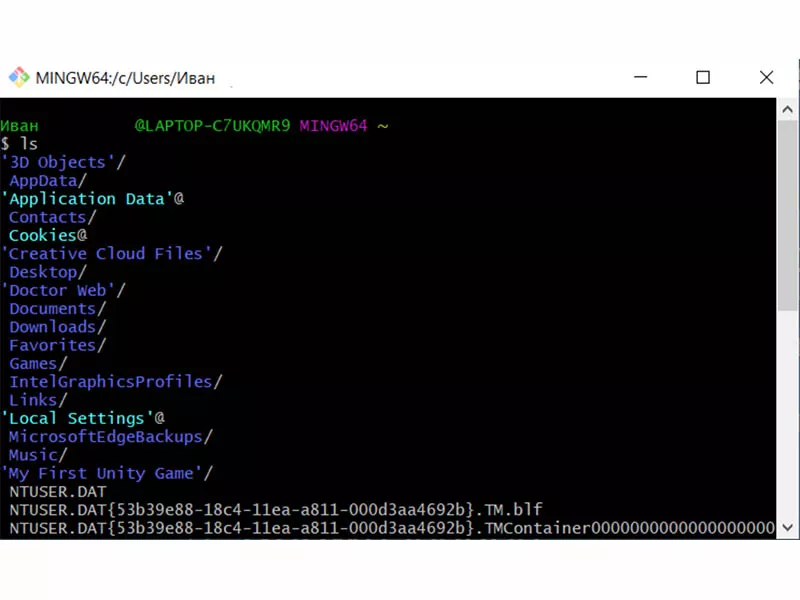 MINGW64:/c/Users/Иван
Иван @LAPTOP-C7UKQMR9 MINGW64 ~
$ ls
'3D Objects'/
AppData/
'Application Data'@
Contacts/
Cookies@
'Creative Cloud Files'/
Desktop/
'Doctor Web'/
Documents/
Downloads/
Favorites/
Games/
IntelGraphicsProfiles/
Links/
'Local Settings'@
MicrosoftEdgeBackups/
Music/
'My First Unity Game'/
NTUSER.DAT
NTUSER.DAT{53b39e88-18c4-11ea-a811-000d3aa4692b}.TM.blf
NTUSER.DAT{53b39e88-18c4-11ea-a811-000d3aa4692b}.TMContainer0000000000000000000